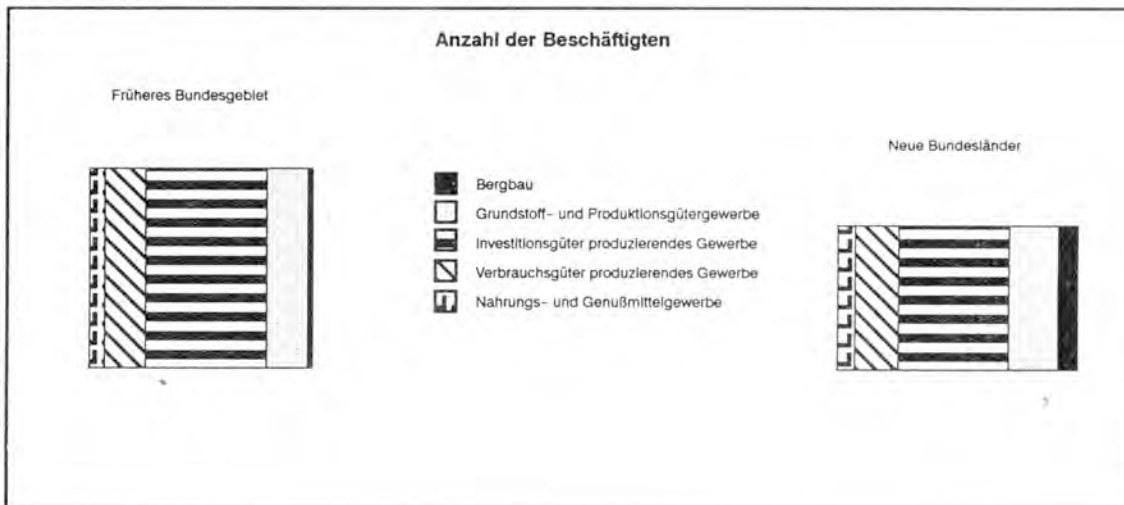 Anzahl der Beschäftigten
Früheres Bundesgebiet
Neue Bundesländer
Bergbau
Grundstoff- und Produktionsgütergewerbe
Investitionsgüter produzierendes Gewerbe
Verbrauchsgüter produzierendes Gewerbe
Nahrungs- und Genußmittelgewerbe